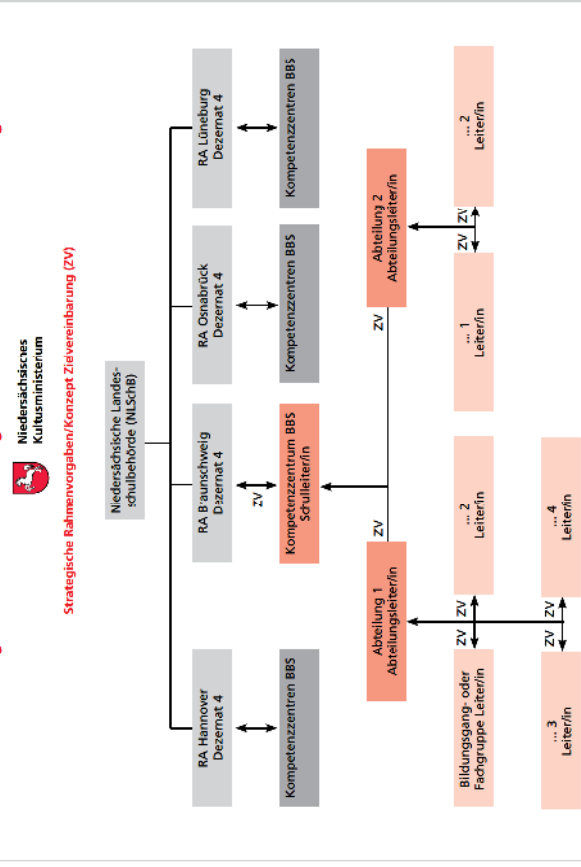 Niedersächsisches
Kultusministerium
Strategische Rahmenvorgaben/Konzept Zielvereinbarung (ZV)
Niedersächsische Landes-
schulbehörde (NLSchB)
RA Hannover
Dezernat 4
RA Braunschweig
Dezernat 4
RA Osnabrück
Dezernat 4
RA Lüneburg
Dezernat 4
ZV
Kompetenzzentren BBS
Kompetenzzentrum BBS
Schulleiter/in
Kompetenzzentren BBS
Kompetenzzentren BBS
ZV
ZV
Abteilung 1
Abteilungsleiter/in
Abteilung 2
Abteilungsleiter/in
Bildungsgang- oder
Fachgruppe Leiter/in
ZV
ZV
... 2
Leiter/in
... 1
Leiter/in
ZV
ZV
... 2
Leiter/in
... 3
Leiter/in
ZV
ZV
... 4
Leiter/in